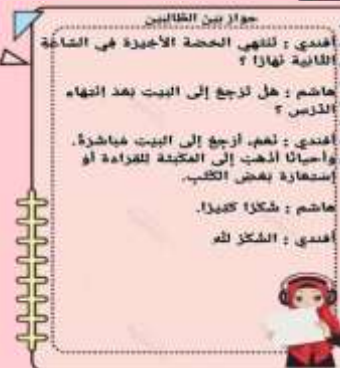 حوار بين الطالبين
أفندي : تنتهي الحصة الأخيرة في الساعة
الثانية نهارا ؟
هاشم : هل ترجع إلى البيت بعد إنتهاء
الدرس ؟
أفندي : نعم، أرجع إلى البيت مباشرة،
وأحيانا أذهب إلى المكتبة للقراءة أو
إستعارة بعض الكتب.
هاشم : شكرا كثيرا.
أفندي : الشكر لله